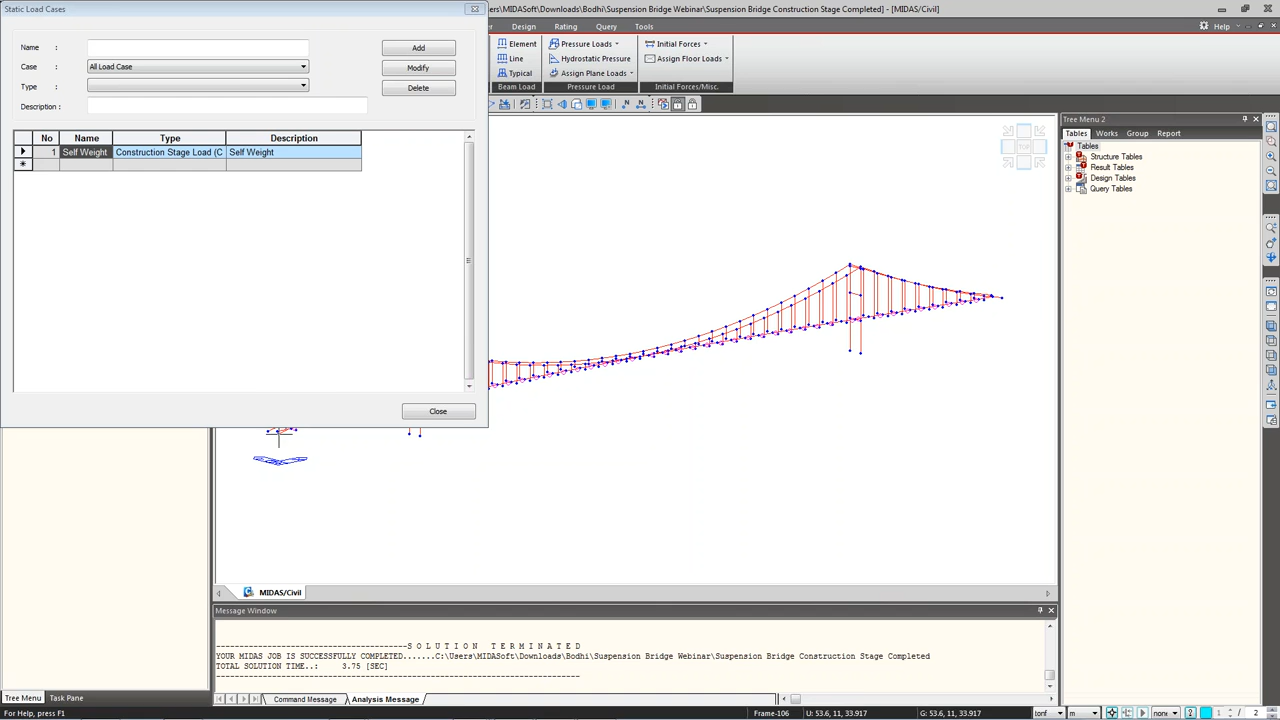 Static Load Cases
C:\Users\MIDASoft\Downloads\Bodhi\Suspension Bridge Webinar\Suspension Bridge Construction Stage Completed] - [MIDAS/Civil]
Design Rating Query Tools
Help
Name :
Case : All Load Case
Type :
Description :
Add
Modify
Delete
Element
Line
Typical
Beam Load
Pressure Loads
Hydrostatic Pressure
Assign Plane Loads
Pressure Load
Initial Forces
Assign Floor Loads
Initial Forces/Misc.
No Name Type Description
1 Self Weight Construction Stage Load (C Self Weight
Close
TOP
Tree Menu 2
Tables Works Group Report
Tables
Structure Tables
Result Tables
Design Tables
Query Tables
MIDAS/Civil
Message Window
S O L U T I O N T E R M I N A T E D
YOUR MIDAS JOB IS SUCCESSFULLY COMPLETED.......C:\Users\MIDASoft\Downloads\Bodhi\Suspension Bridge Webinar\Suspension Bridge Construction Stage Completed
TOTAL SOLUTION TIME..: 3.75 [SEC]
Tree Menu Task Pane
Command Message Analysis Message
For Help, press F1
Frame-106
U: 53.6, 11, 33.917
G: 53.6, 11, 33.917
tonf
m
none
1 / 2